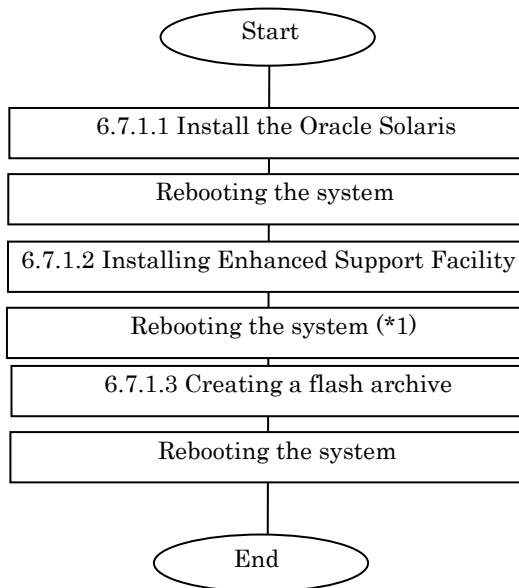 Start
6.7.1.1 Install the Oracle Solaris
Rebooting the system
6.7.1.2 Installing Enhanced Support Facility
Rebooting the system (*1)
6.7.1.3 Creating a flash archive
Rebooting the system
End